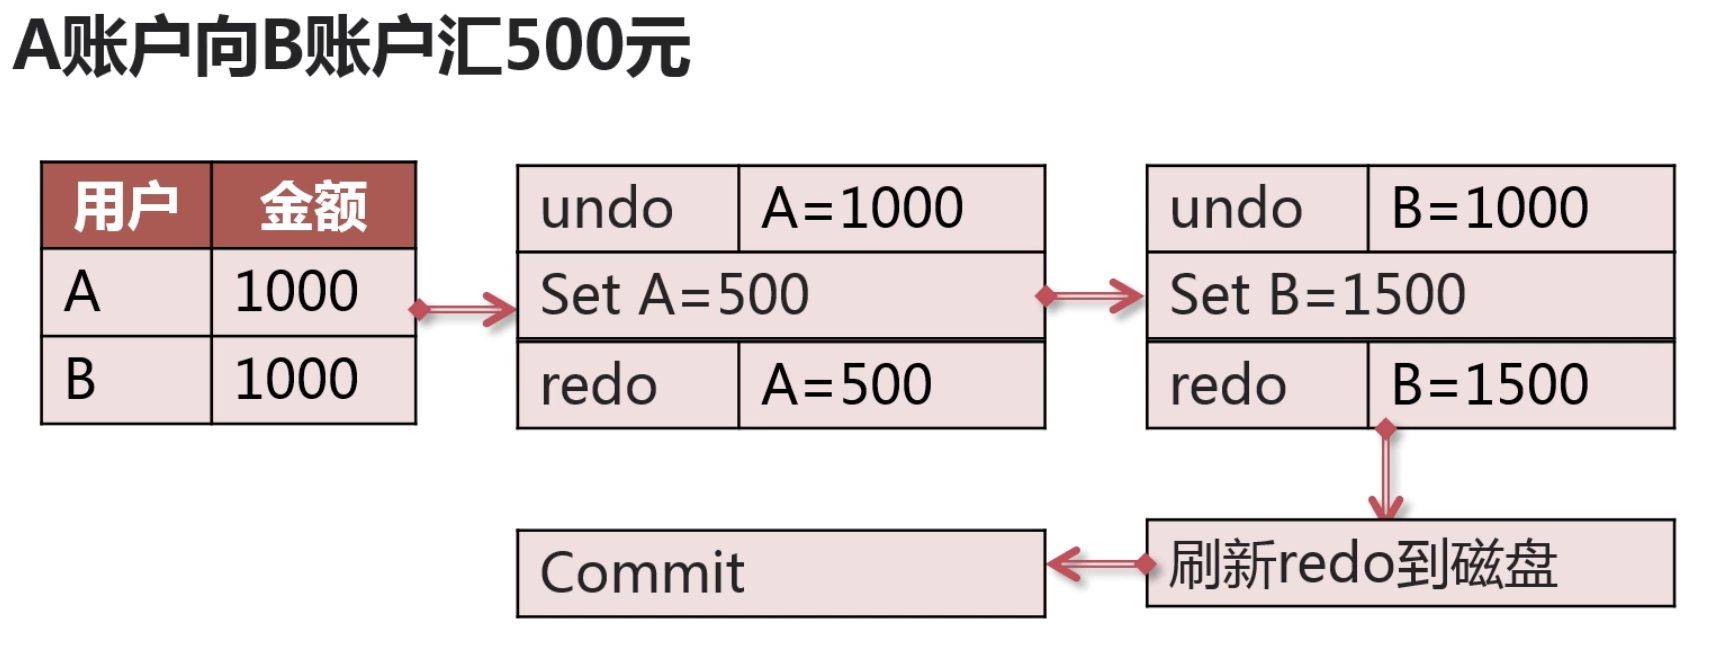 A账户向B账户汇500元
用户 金额
A 1000
B 1000
undo A=1000
Set A=500
redo A=500
undo B=1000
Set B=1500
redo B=1500
刷新redo到磁盘
Commit